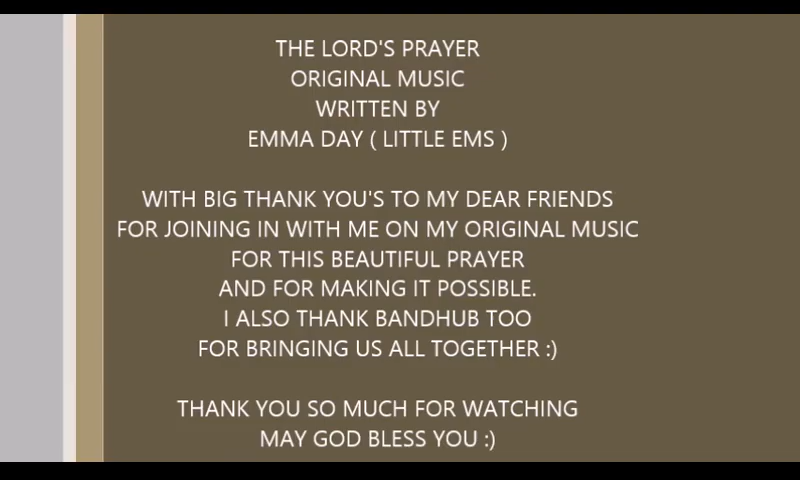 THE LORD'S PRAYER
ORIGINAL MUSIC
WRITTEN BY
EMMA DAY ( LITTLE EMS )
WITH BIG THANK YOU'S TO MY DEAR FRIENDS
FOR JOINING IN WITH ME ON MY ORIGINAL MUSIC
FOR THIS BEAUTIFUL PRAYER
AND FOR MAKING IT POSSIBLE.
I ALSO THANK BANDHUB TOO
FOR BRINGING US ALL TOGETHER :)
THANK YOU SO MUCH FOR WATCHING
MAY GOD BLESS YOU :)